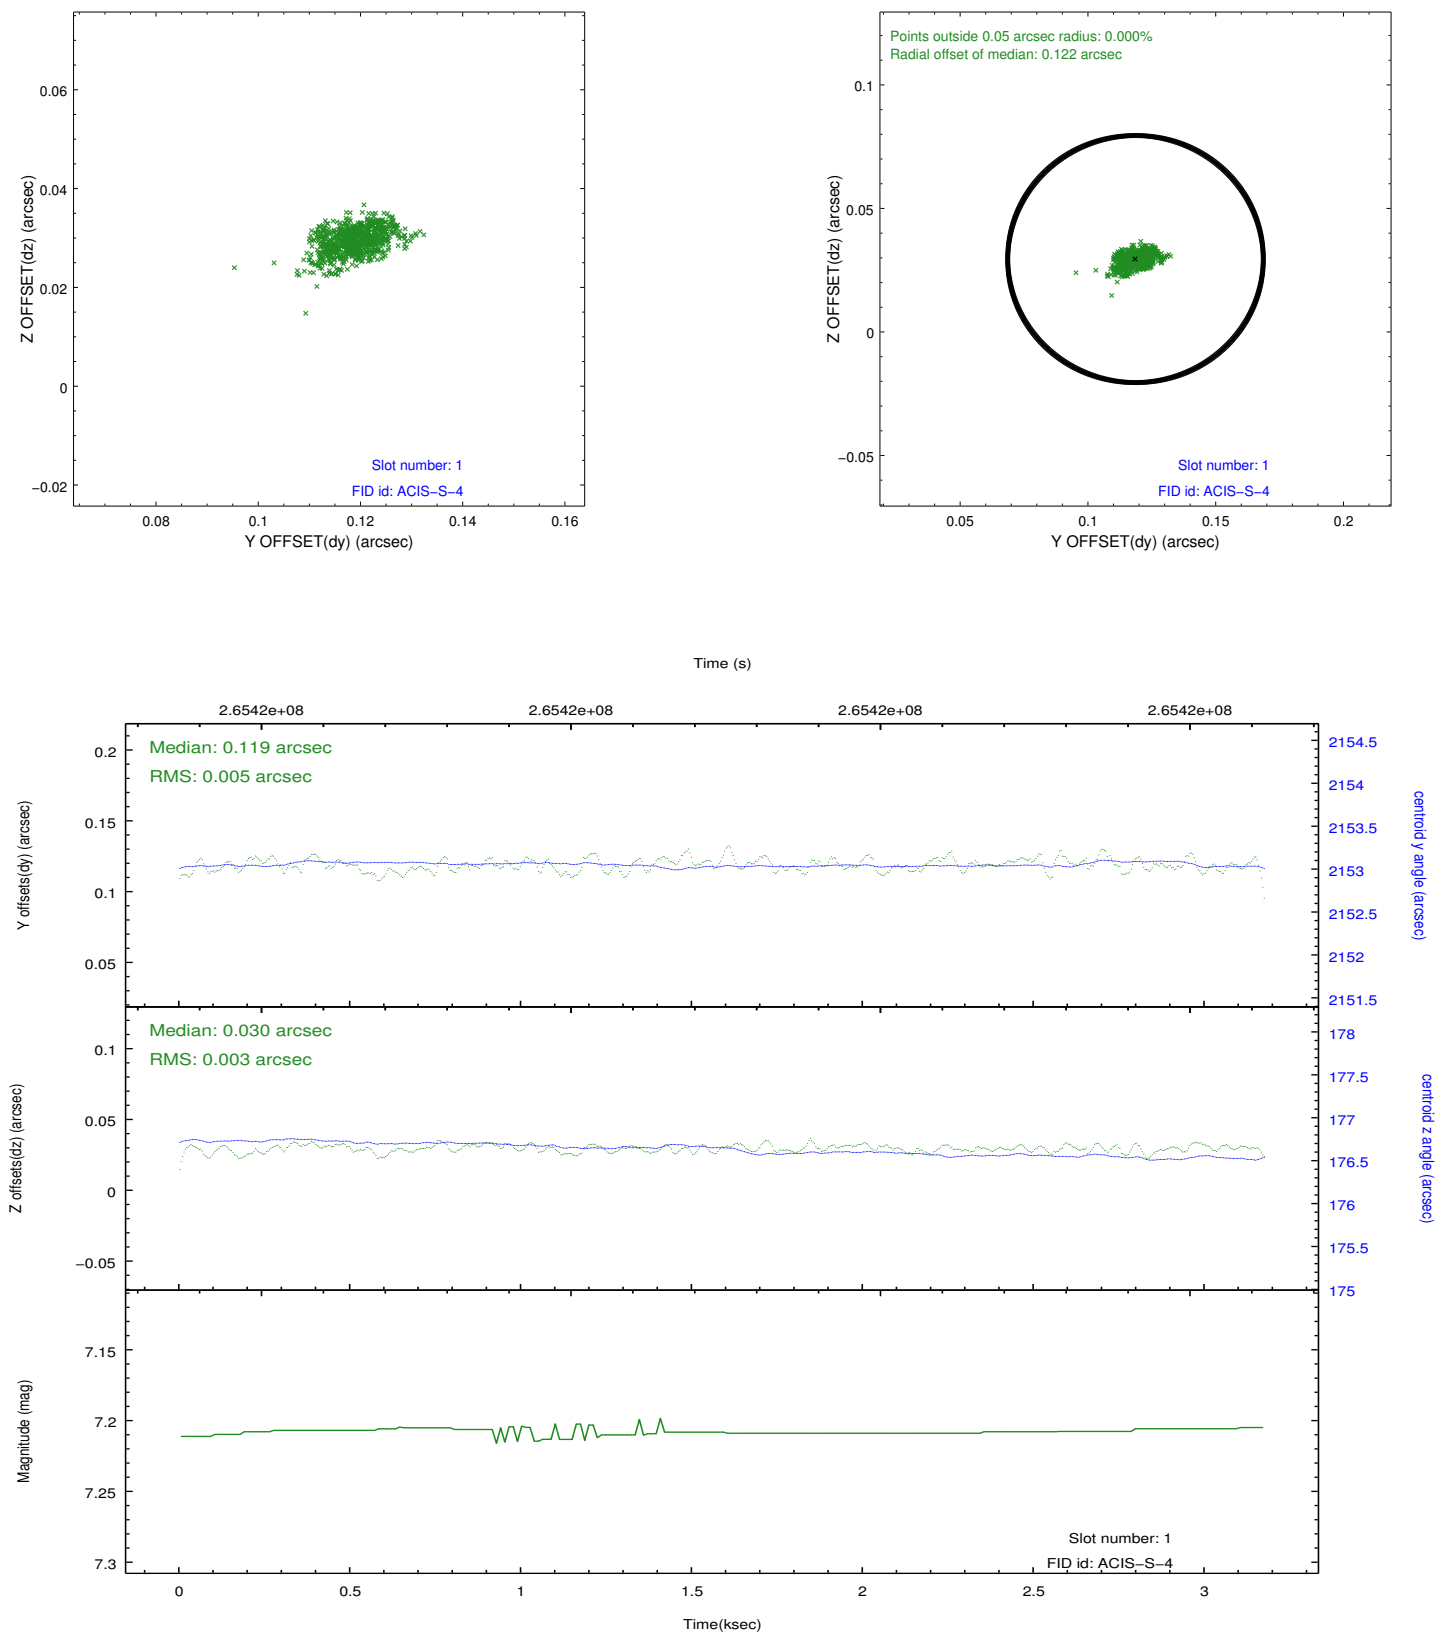 0.06
0.04
0.02
0
−0.02
Z OFFSET(dz) (arcsec)
Slot number: 1
FID id: ACIS−S−4
0.08 0.1 0.12 0.14 0.16
Y OFFSET(dy) (arcsec)
Points outside 0.05 arcsec radius: 0.000%
Radial offset of median: 0.122 arcsec
0.1
0.05
0
−0.05
Z OFFSET(dz) (arcsec)
Slot number: 1
FID id: ACIS−S−4
0.05 0.1 0.15 0.2
Y OFFSET(dy) (arcsec)
Time (s)
2.6542e+08 2.6542e+08 2.6542e+08 2.6542e+08
Median: 0.119 arcsec
RMS: 0.005 arcsec
0.2
0.15
0.1
0.05
Y offsets(dy) (arcsec)
2154.5
2154
2153.5
2153
2152.5
2152
2151.5
centroid y angle (arcsec)
Median: 0.030 arcsec
RMS: 0.003 arcsec
0.1
0.05
0
−0.05
Z offsets(dz) (arcsec)
178
177.5
177
176.5
176
175.5
175
centroid z angle (arcsec)
7.15
7.2
7.25
7.3
Magnitude (mag)
Slot number: 1
FID id: ACIS−S−4
0 0.5 1 1.5 2 2.5 3
Time(ksec)